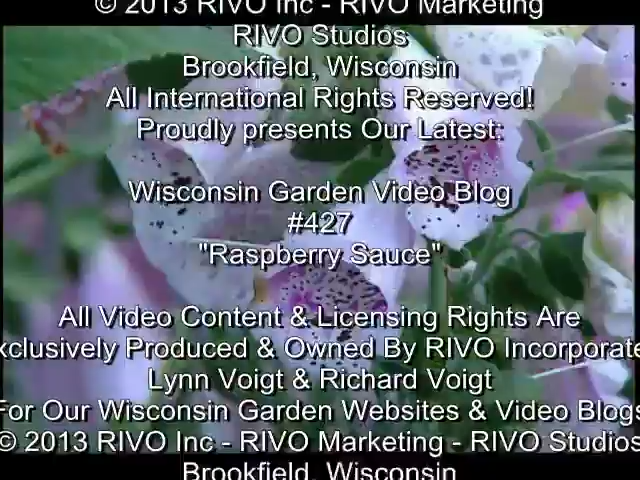 © 2013 RIVO Inc - RIVO Marketing
RIVO Studios
Brookfield, Wisconsin
All International Rights Reserved!
Proudly presents Our Latest:
Wisconsin Garden Video Blog
#427
"Raspberry Sauce"
All Video Content & Licensing Rights Are
xclusively Produced & Owned By RIVO Incorporate
Lynn Voigt & Richard Voigt
For Our Wisconsin Garden Websites & Video Blogs
© 2013 RIVO Inc - RIVO Marketing - RIVO Studios
Brookfield, Wisconsin